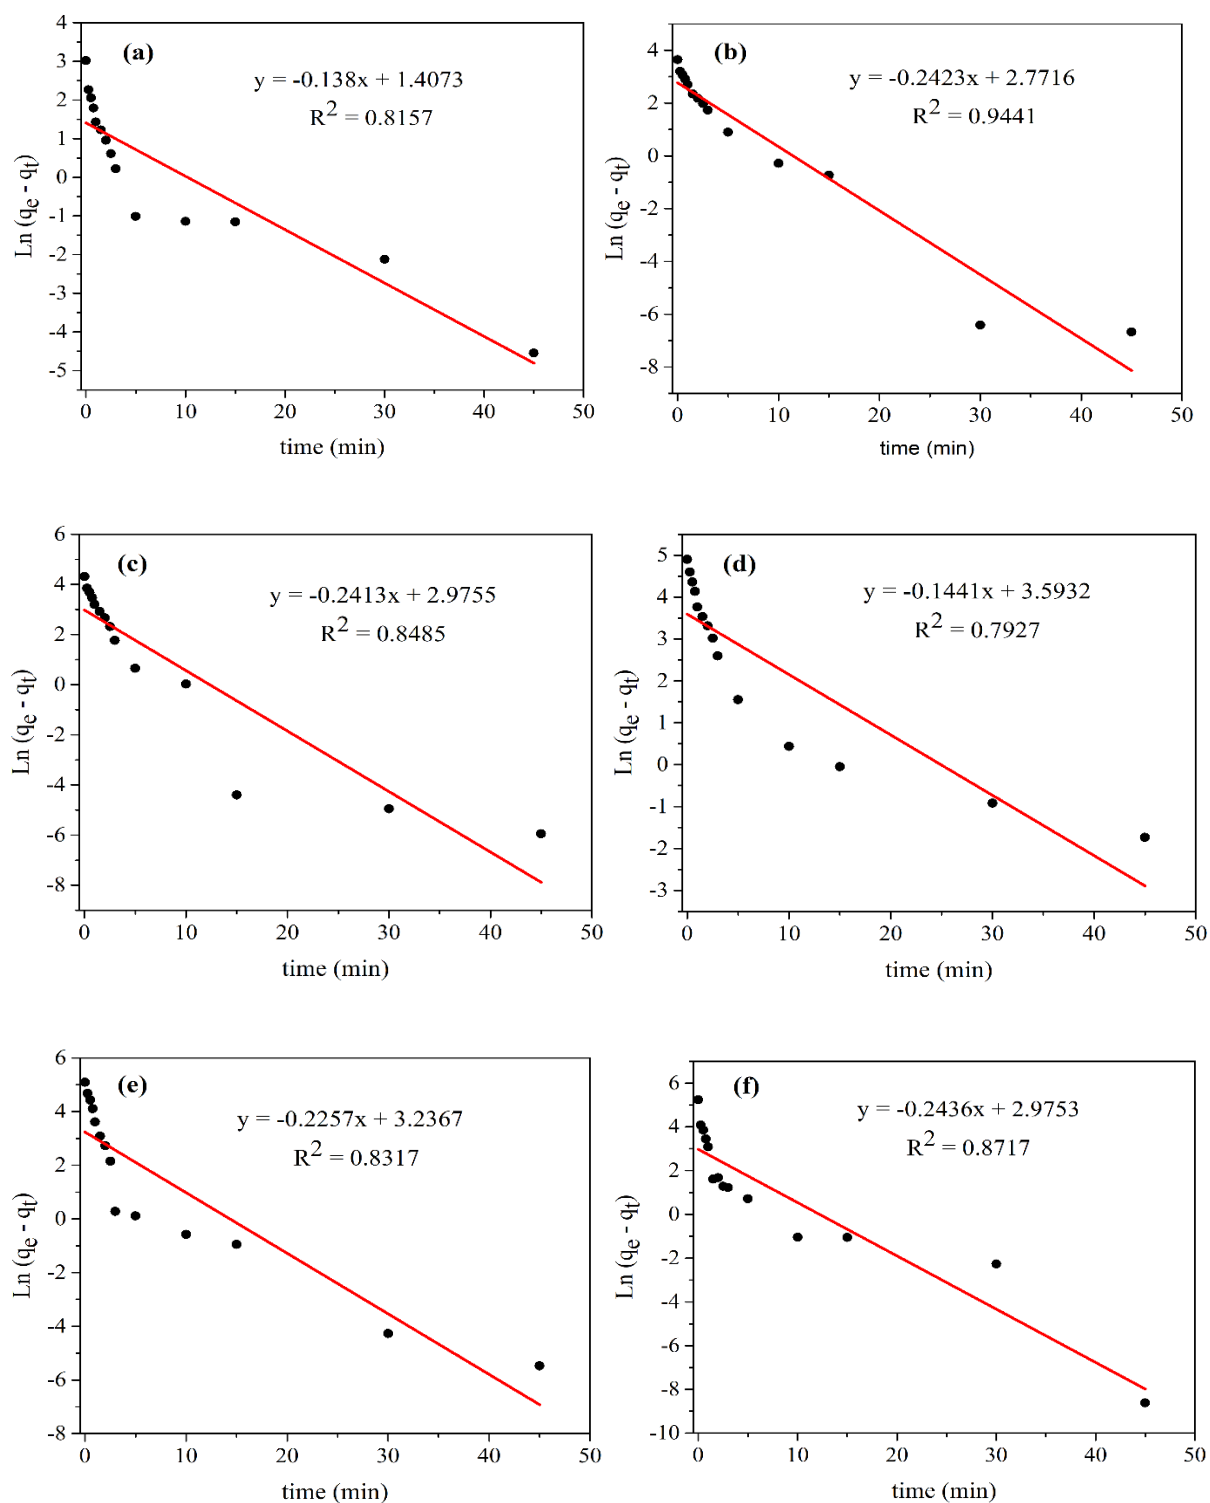 (a)
y = -0.138x + 1.4073
R² = 0.8157
Ln (qₑ - qₜ)
4
3
2
1
0
-1
-2
-3
-4
-5
0 10 20 30 40 50
time (min)
(b)
y = -0.2423x + 2.7716
R² = 0.9441
Ln (qₑ - qₜ)
4
2
0
-2
-4
-6
-8
0 10 20 30 40 50
time (min)
(c)
y = -0.2413x + 2.9755
R² = 0.8485
Ln (qₑ - qₜ)
6
4
2
0
-2
-4
-6
-8
0 10 20 30 40 50
time (min)
(d)
y = -0.1441x + 3.5932
R² = 0.7927
Ln (qₑ - qₜ)
5
4
3
2
1
0
-1
-2
-3
0 10 20 30 40 50
time (min)
(e)
y = -0.2257x + 3.2367
R² = 0.8317
Ln (qₑ - qₜ)
6
4
2
0
-2
-4
-6
-8
0 10 20 30 40 50
time (min)
(f)
y = -0.2436x + 2.9753
R² = 0.8717
Ln (qₑ - qₜ)
6
4
2
0
-2
-4
-6
-8
-10
0 10 20 30 40 50
time (min)